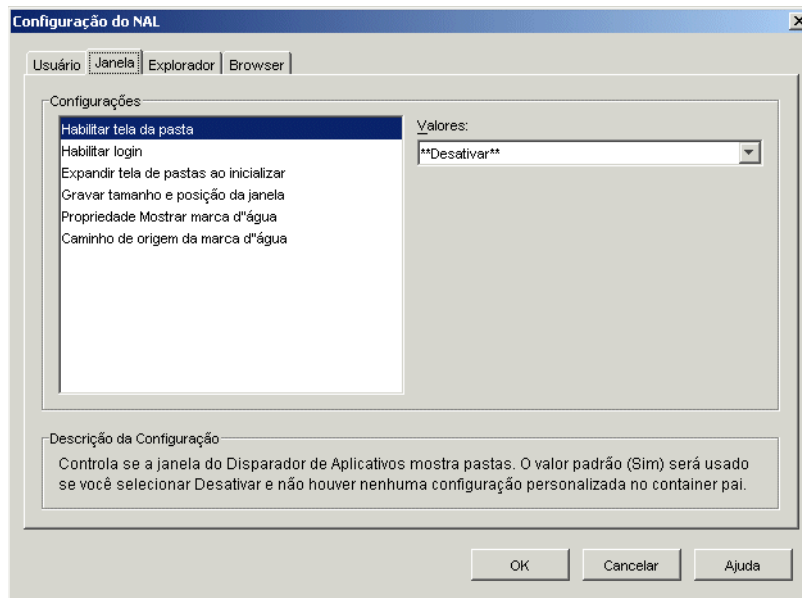 Configuração do NAL
Usuário Janela Explorador Browser
Configurações
Habilitar tela da pasta
Habilitar login
Expandir tela de pastas ao inicializar
Gravar tamanho e posição da janela
Propriedade Mostrar marca d"água
Caminho de origem da marca d"água
Valores:
**Desativar**
Descrição da Configuração
Controla se a janela do Disparador de Aplicativos mostra pastas. O valor padrão (Sim) será usado
se você selecionar Desativar e não houver nenhuma configuração personalizada no container pai.
OK Cancelar Ajuda